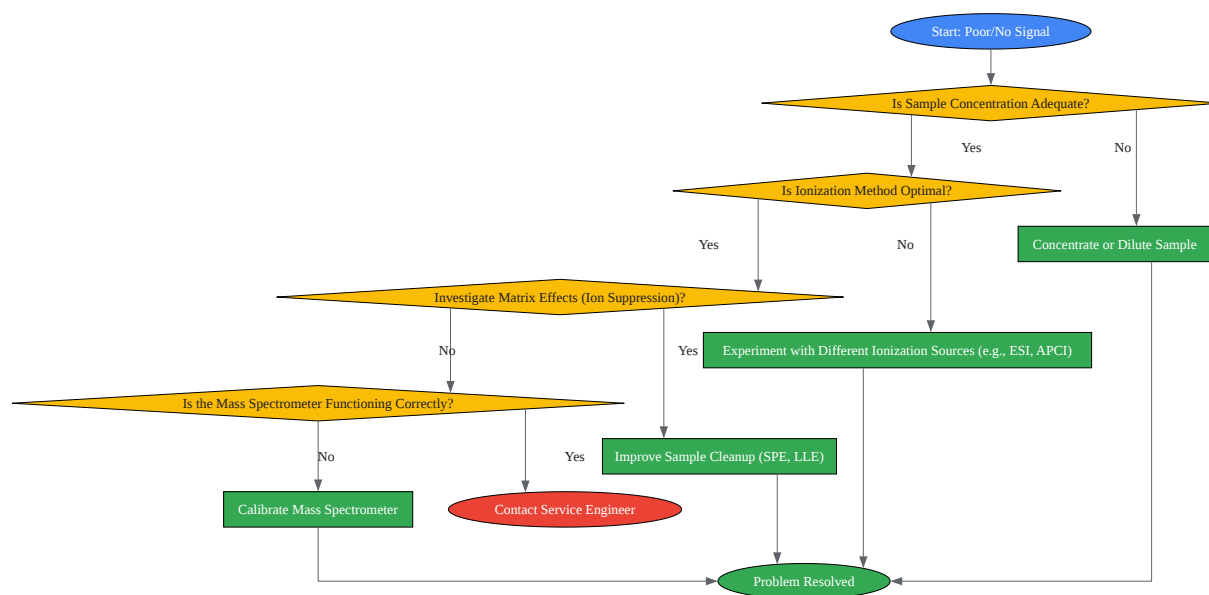 Start: Poor/No Signal
Is Sample Concentration Adequate?
Yes
No
Is Ionization Method Optimal?
Yes
No
Concentrate or Dilute Sample
Investigate Matrix Effects (Ion Suppression)?
No
Yes
Experiment with Different Ionization Sources (e.g., ESI, APCI)
Is the Mass Spectrometer Functioning Correctly?
No
Yes
Improve Sample Cleanup (SPE, LLE)
Calibrate Mass Spectrometer
Contact Service Engineer
Problem Resolved